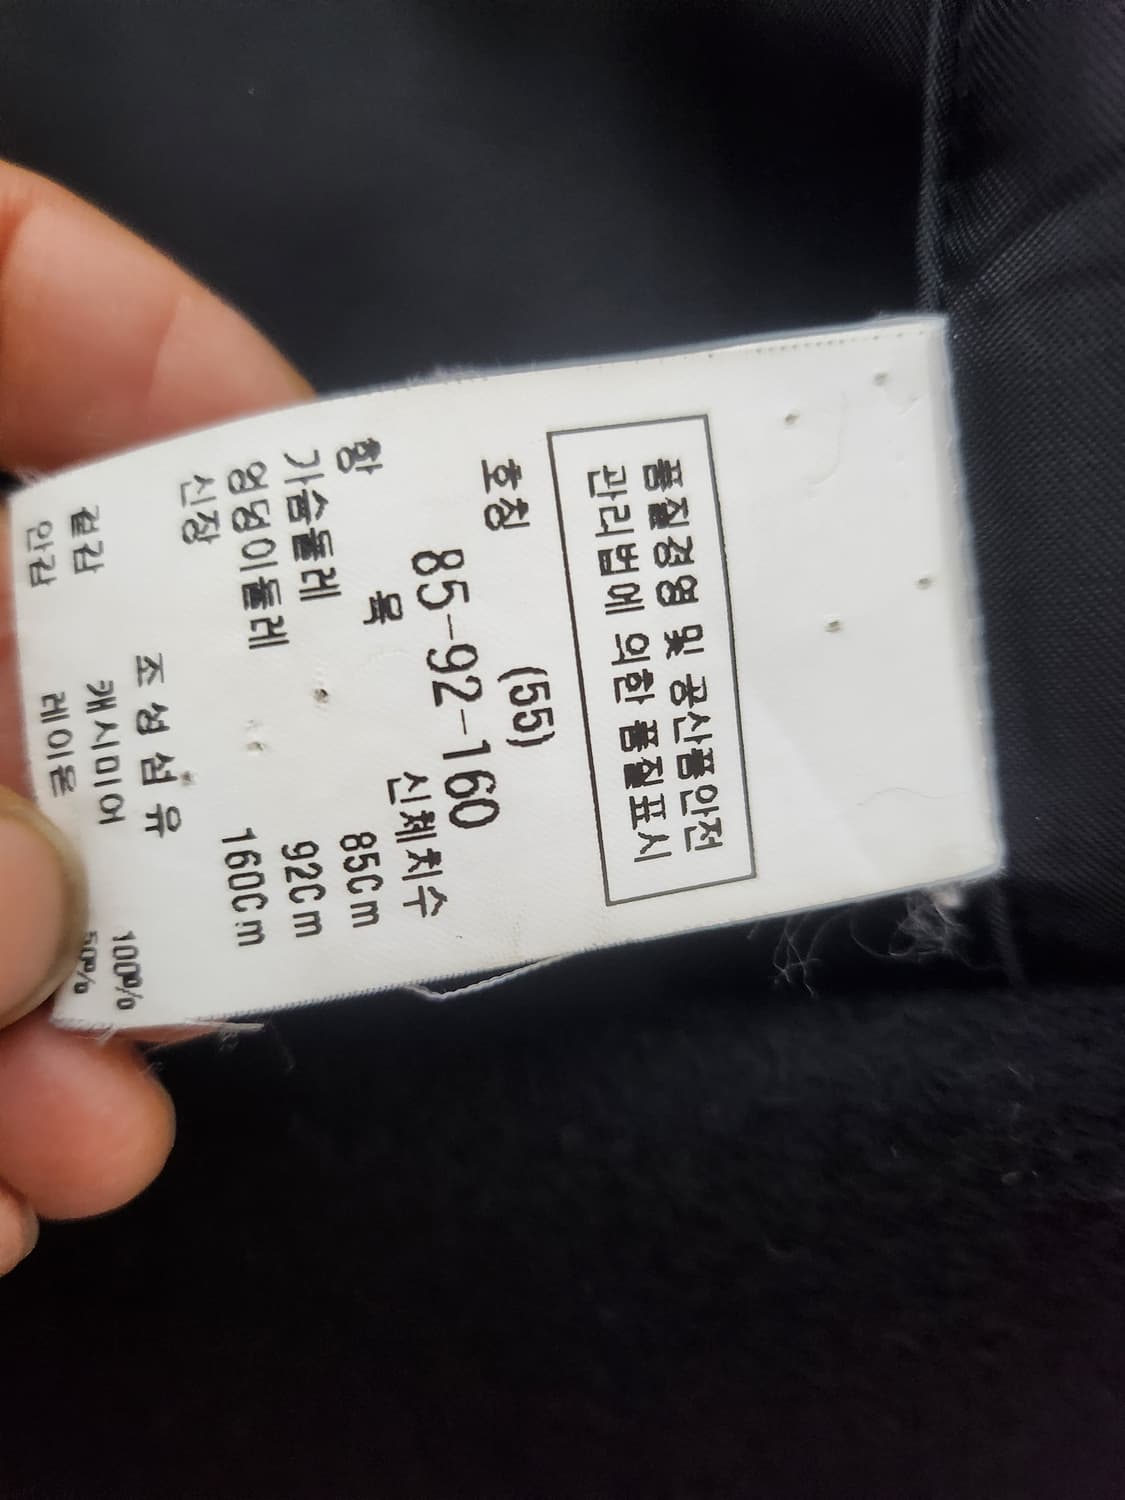 품질경영 및 공산품안전
관리법에 의한 품질표시
호칭
(55)
85-92-160
신체치수
항 목
가슴둘레 85Cm
엉덩이둘레 92Cm
신장 160Cm
조 성 섬 유
겉감 캐시미어 100%
안감 레이온 50%